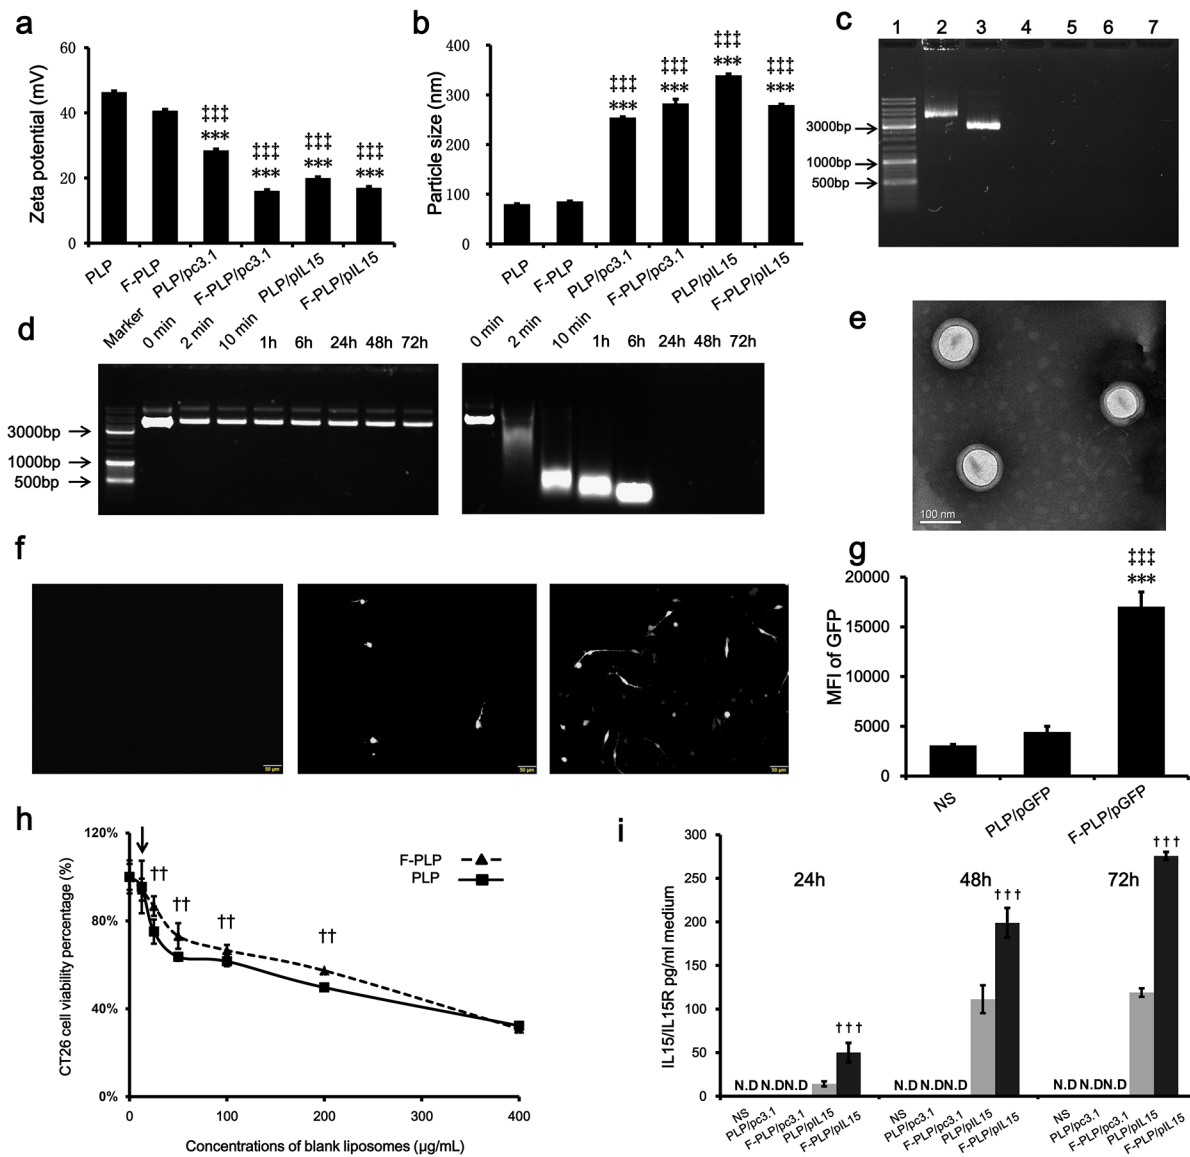 a
Zeta potential (mV)
60
40
20
0
‡‡‡
***
‡‡‡
***
‡‡‡
***
‡‡‡
***
PLP
F-PLP
PLP/pc3.1
F-PLP/pc3.1
PLP/pIL15
F-PLP/pIL15
b
Particle size (nm)
400
300
200
100
0
‡‡‡
***
‡‡‡
***
‡‡‡
***
‡‡‡
***
PLP
F-PLP
PLP/pc3.1
F-PLP/pc3.1
PLP/pIL15
F-PLP/pIL15
c
1 2 3 4 5 6 7
3000bp
1000bp
500bp
d
Marker 0 min 2 min 10 min 1h 6h 24h 48h 72h
3000bp
1000bp
500bp
0 min 2 min 10 min 1h 6h 24h 48h 72h
e
100 nm
f
50 µm
50 µm
50 µm
g
MFI of GFP
20000
15000
10000
5000
0
‡‡‡
***
NS
PLP/pGFP
F-PLP/pGFP
h
CT26 cell viability percentage (%)
120%
80%
40%
0%
†† †† †† ††
F-PLP
PLP
0 100 200 300 400
Concentrations of blank liposomes (µg/mL)
i
IL15/IL15R pg/ml medium
300
250
200
150
100
50
0
24h 48h 72h
††† ††† †††
N.D N.D N.D N.D N.D N.D N.D N.D N.D
NS
PLP/pc3.1
F-PLP/pc3.1
PLP/pIL15
F-PLP/pIL15
NS
PLP/pc3.1
F-PLP/pc3.1
PLP/pIL15
F-PLP/pIL15
NS
PLP/pc3.1
F-PLP/pc3.1
PLP/pIL15
F-PLP/pIL15